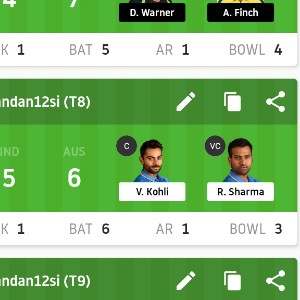 D. Warner
A. Finch
K 1 BAT 5 AR 1 BOWL 4
ndan12si (T8)
IND AUS
C VC
5 6
V. Kohli R. Sharma
K 1 BAT 6 AR 1 BOWL 3
ndan12si (T9)